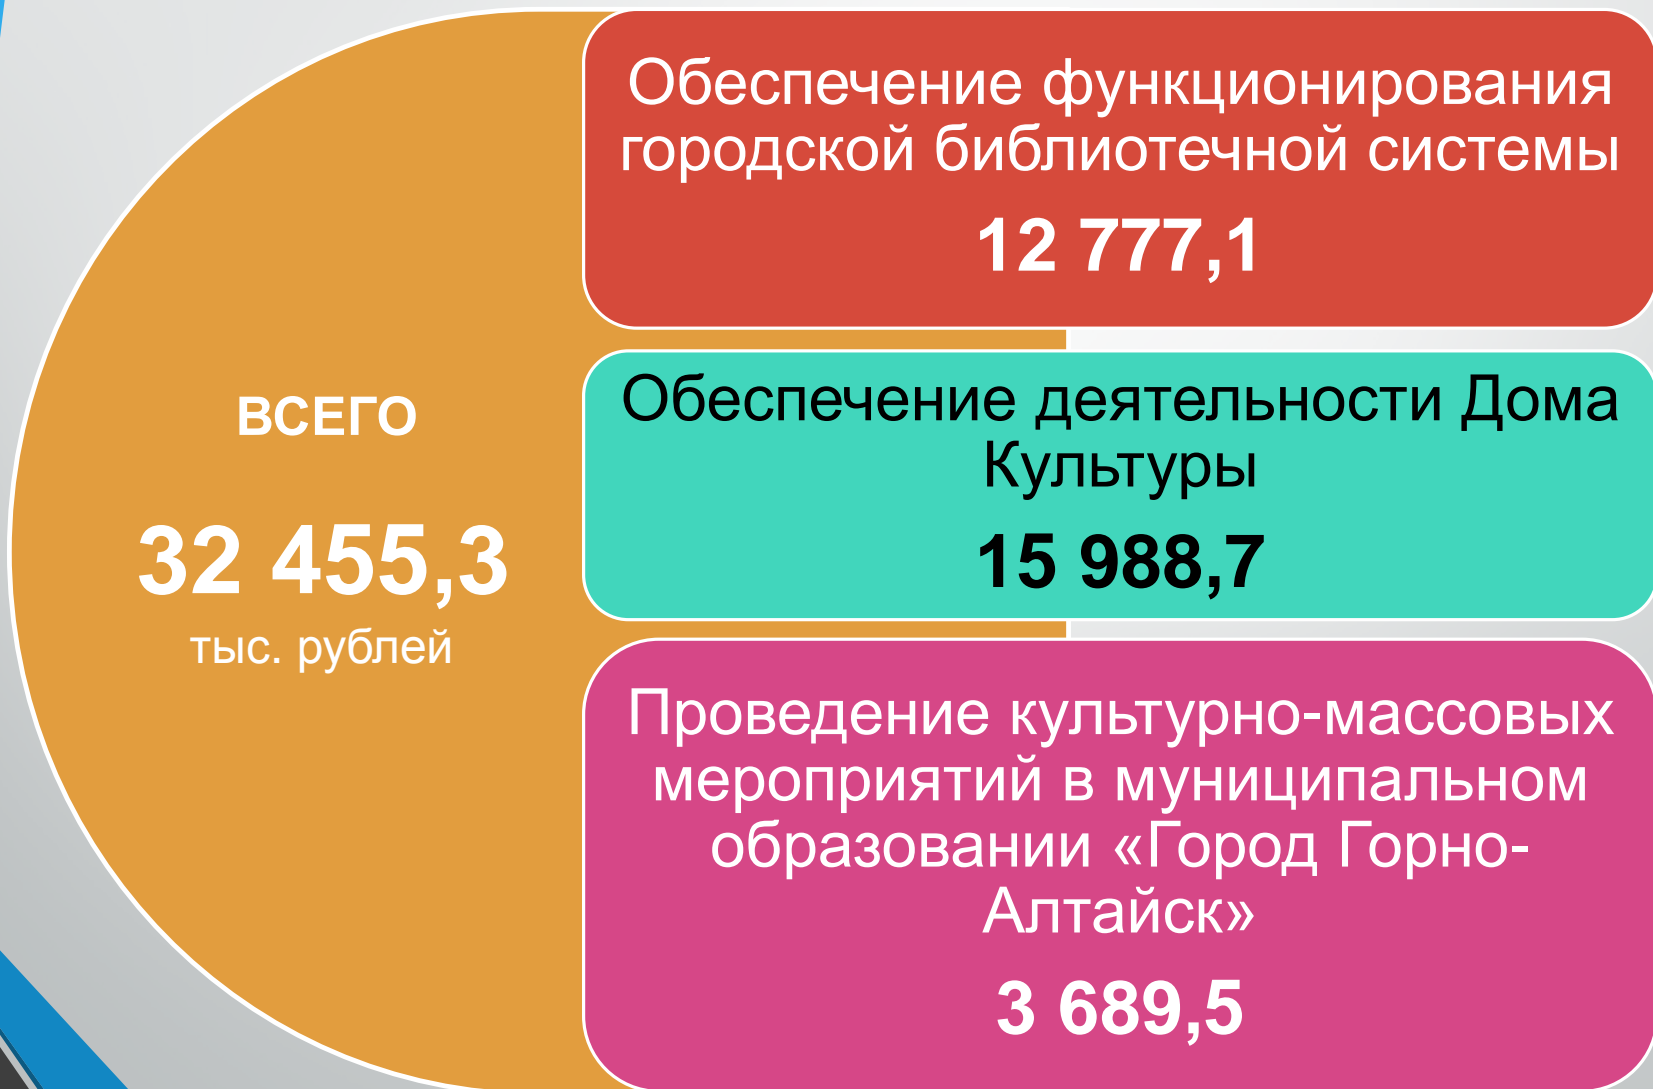 ВСЕГО
32 455,3
тыс. рублей
Обеспечение функционирования
городской библиотечной системы
12 777,1
Обеспечение деятельности Дома
Культуры
15 988,7
Проведение культурно-массовых
мероприятий в муниципальном
образовании «Город Горно-
Алтайск»
3 689,5